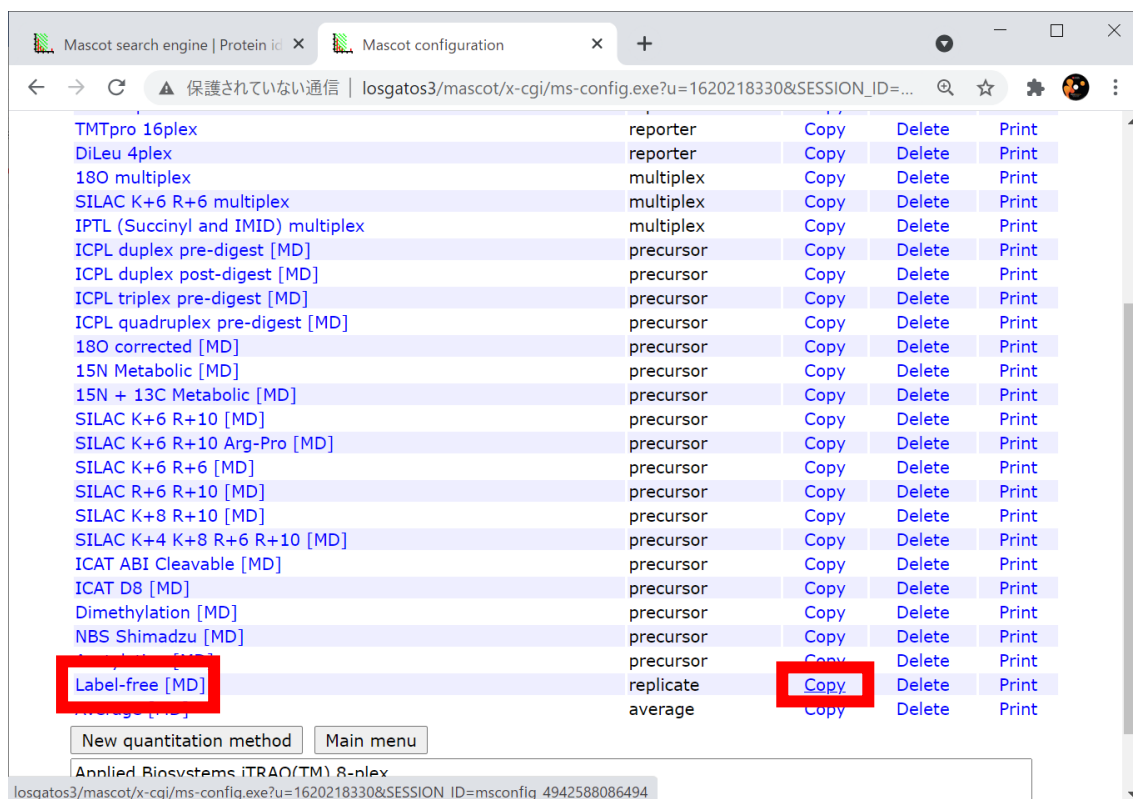 Mascot search engine | Protein id
Mascot configuration
保護されていない通信 | losgatos3/mascot/x-cgi/ms-config.exe?u=1620218330&SESSION_ID=...
TMTpro 16plex reporter Copy Delete Print
DiLeu 4plex reporter Copy Delete Print
18O multiplex multiplex Copy Delete Print
SILAC K+6 R+6 multiplex multiplex Copy Delete Print
IPTL (Succinyl and IMID) multiplex multiplex Copy Delete Print
ICPL duplex pre-digest [MD] precursor Copy Delete Print
ICPL duplex post-digest [MD] precursor Copy Delete Print
ICPL triplex pre-digest [MD] precursor Copy Delete Print
ICPL quadruplex pre-digest [MD] precursor Copy Delete Print
18O corrected [MD] precursor Copy Delete Print
15N Metabolic [MD] precursor Copy Delete Print
15N + 13C Metabolic [MD] precursor Copy Delete Print
SILAC K+6 R+10 [MD] precursor Copy Delete Print
SILAC K+6 R+10 Arg-Pro [MD] precursor Copy Delete Print
SILAC K+6 R+6 [MD] precursor Copy Delete Print
SILAC R+6 R+10 [MD] precursor Copy Delete Print
SILAC K+8 R+10 [MD] precursor Copy Delete Print
SILAC K+4 K+8 R+6 R+10 [MD] precursor Copy Delete Print
ICAT ABI Cleavable [MD] precursor Copy Delete Print
ICAT D8 [MD] precursor Copy Delete Print
Dimethylation [MD] precursor Copy Delete Print
NBS Shimadzu [MD] precursor Copy Delete Print
[MD] precursor Copy Delete Print
Label-free [MD] replicate Copy Delete Print
Average [MD] average Copy Delete Print
New quantitation method Main menu
Applied Biosystems iTRAQ(TM) 8-plex
losgatos3/mascot/x-cgi/ms-config.exe?u=1620218330&SESSION_ID=msconfig_4942588086494